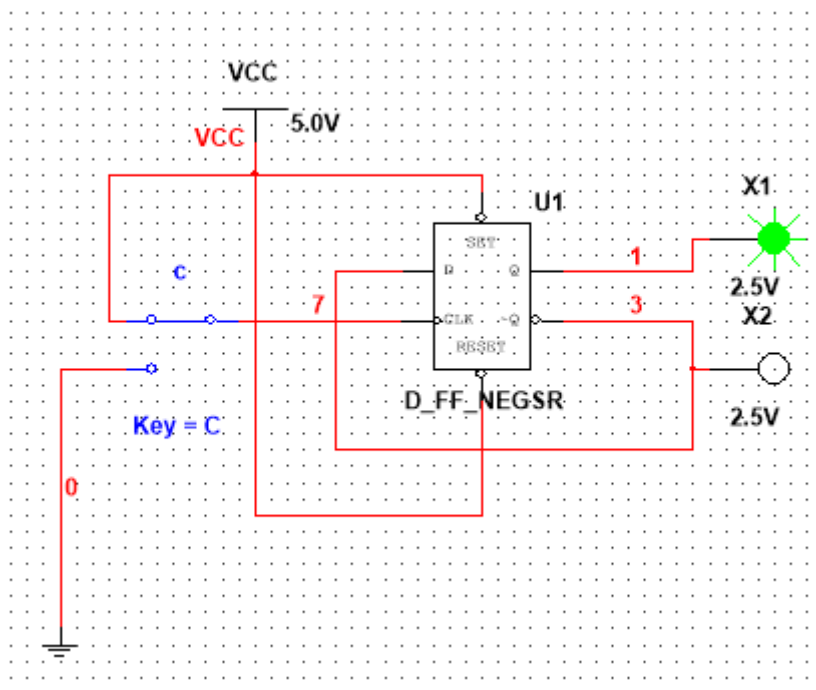 VCC
5.0V
VCC
U1
X1
SET
C
D
Q
1
2.5V
7
3
X2
CLK
~Q
RESET
D_FF_NEGSR
2.5V
Key = C
0